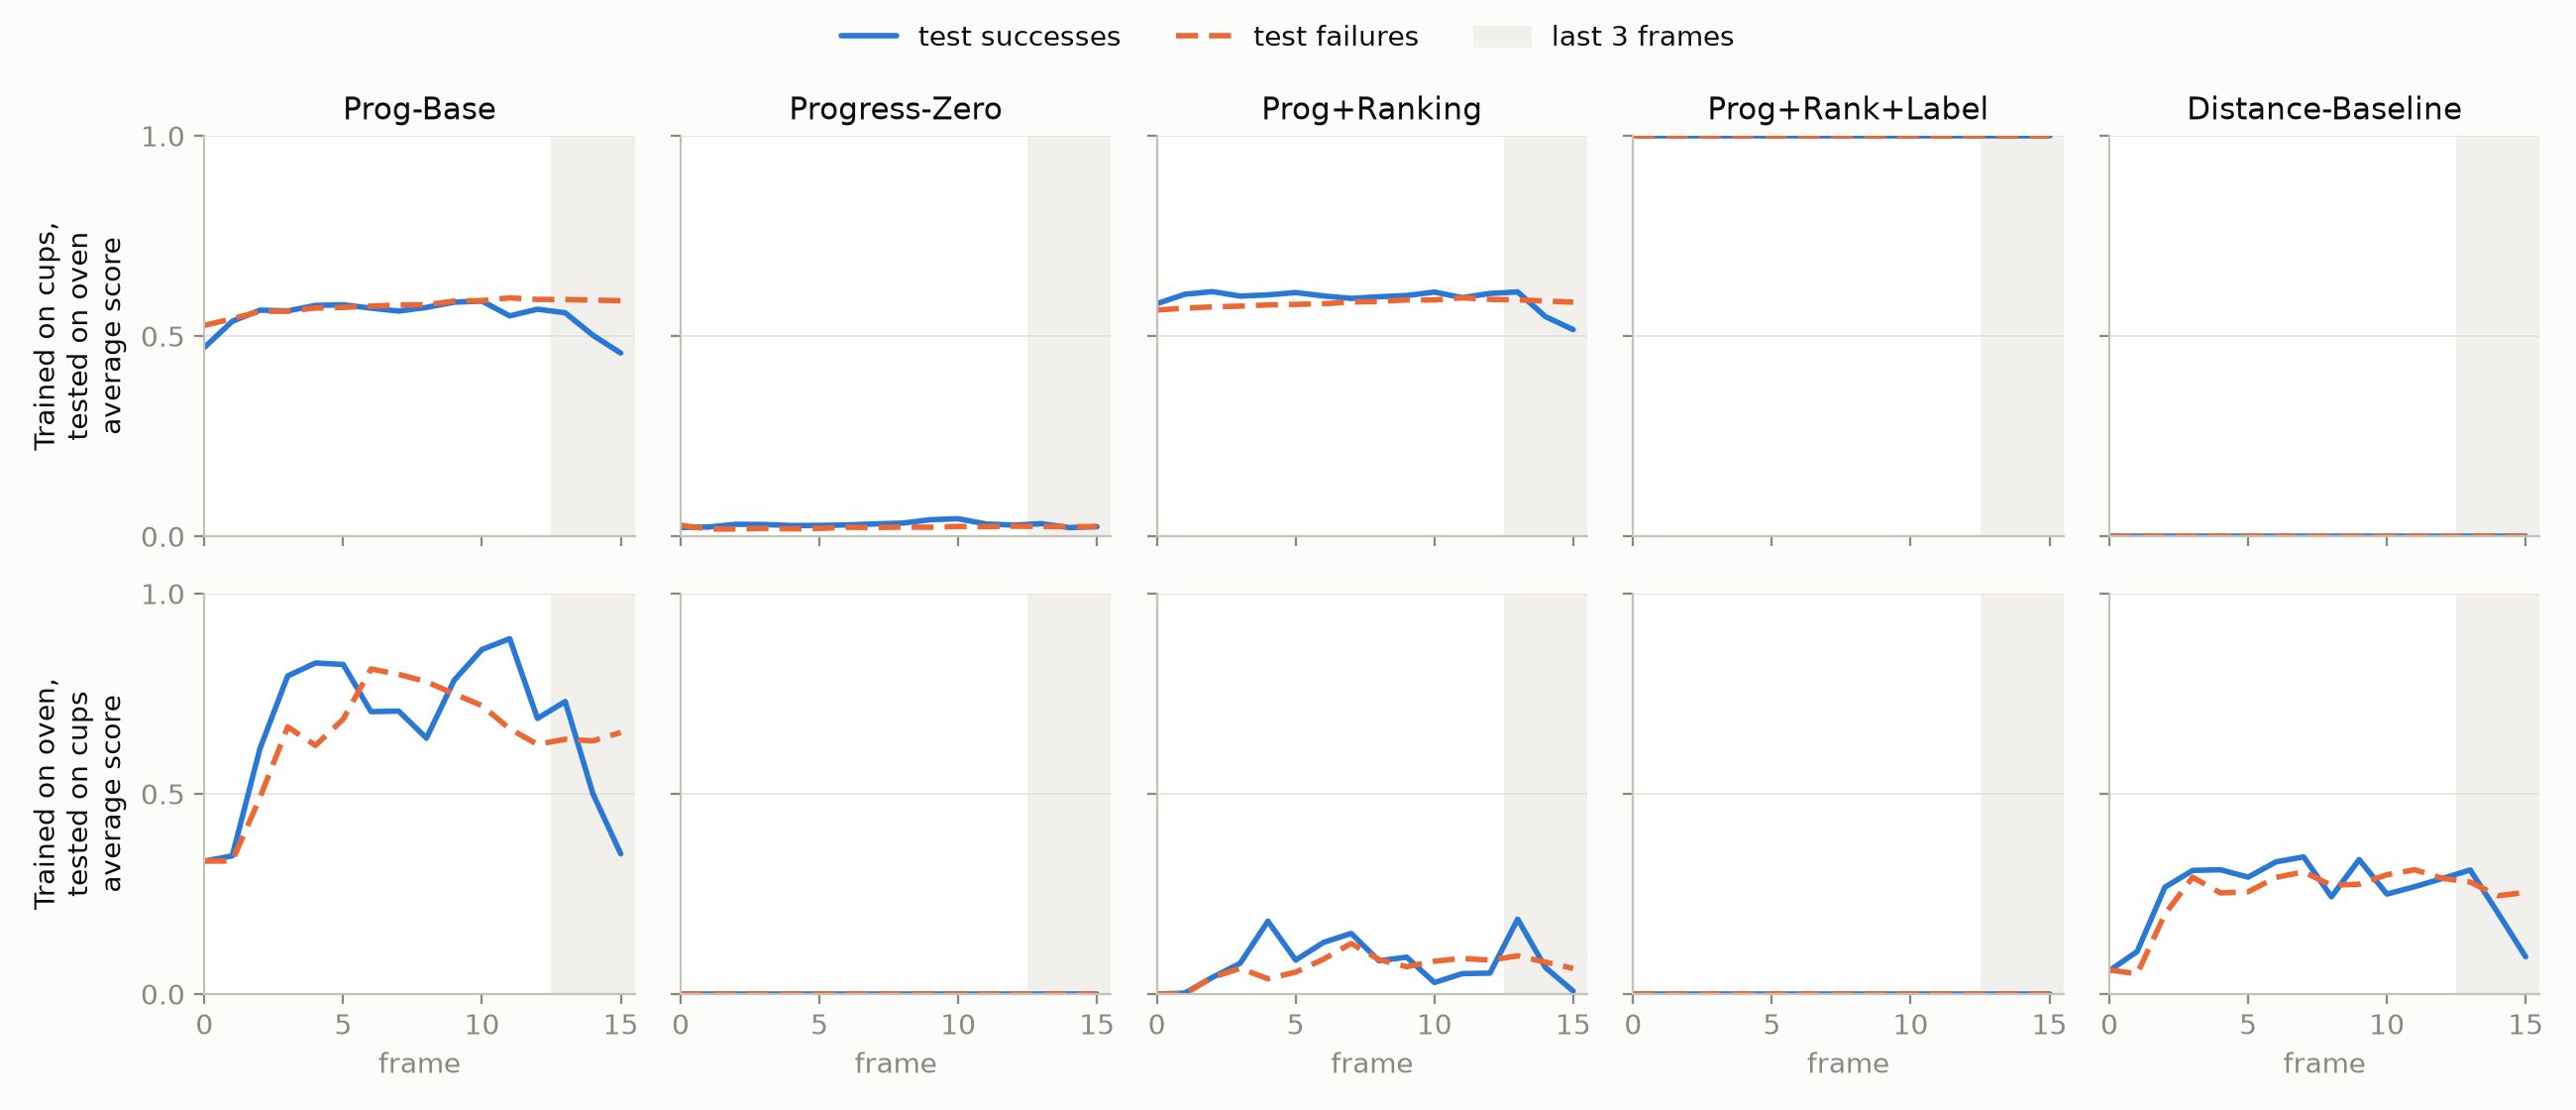 test successes
test failures
last 3 frames
Prog-Base
Progress-Zero
Prog+Ranking
Prog+Rank+Label
Distance-Baseline
Trained on cups,
tested on oven
average score
1.0
0.5
0.0
Trained on oven,
tested on cups
average score
1.0
0.5
0.0
0 5 10 15
0 5 10 15
0 5 10 15
0 5 10 15
0 5 10 15
frame
frame
frame
frame
frame